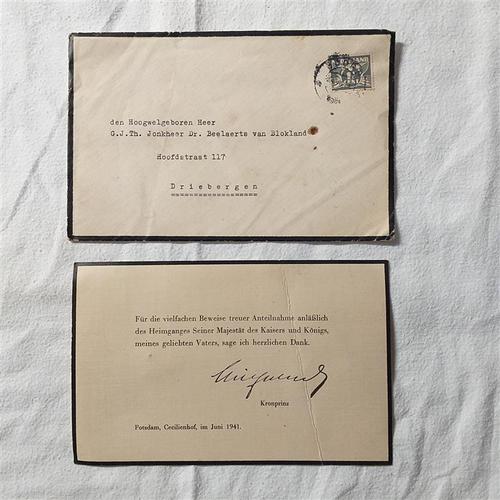 NEDERLAND
den Hoogwelgeboren Heer
G.J.Th. Jonkheer Dr. Beelaerts van Blokland
Hoofdstraat 117
Driebergen
Für die vielfachen Beweise treuer Anteilnahme anläßlich
des Heimganges Seiner Majestät des Kaisers und Königs,
meines geliebten Vaters, sage ich herzlichen Dank.
Kronprinz
Potsdam, Cecilienhof, im Juni 1941.